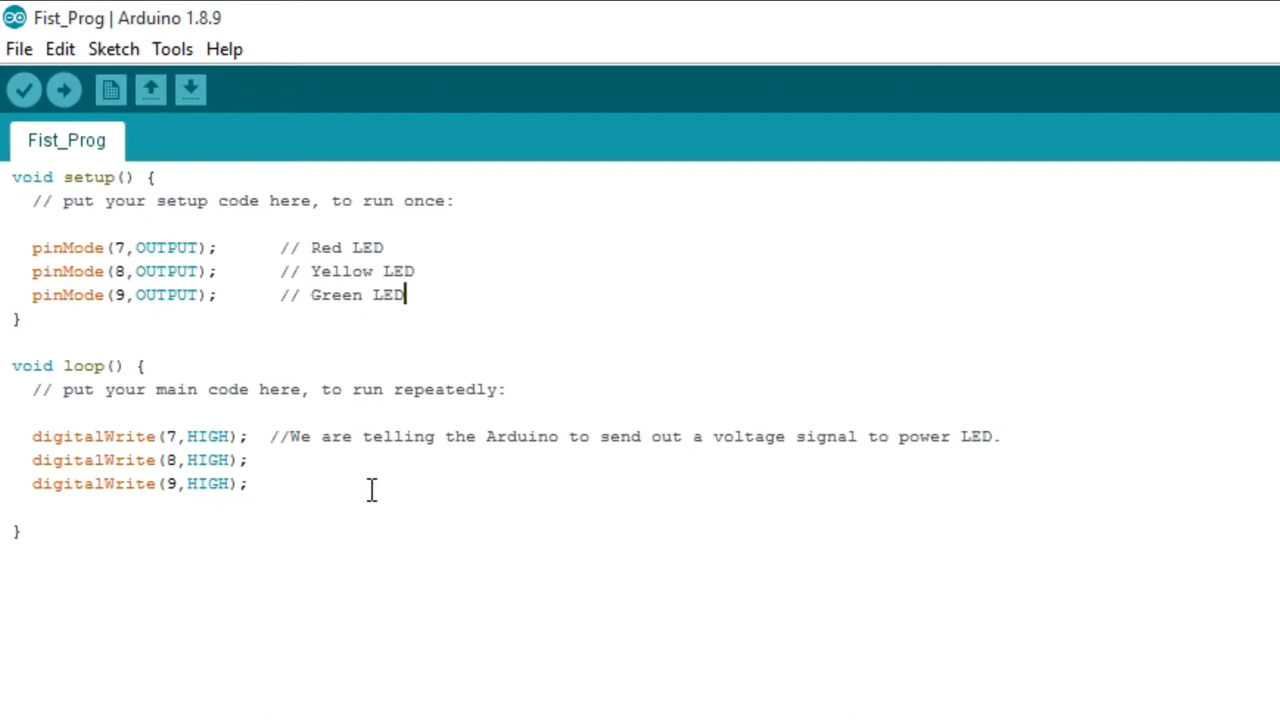 Fist_Prog | Arduino 1.8.9
File Edit Sketch Tools Help
Fist_Prog
void setup() {
  // put your setup code here, to run once:
  pinMode(7,OUTPUT);      // Red LED
  pinMode(8,OUTPUT);      // Yellow LED
  pinMode(9,OUTPUT);      // Green LED
}
void loop() {
  // put your main code here, to run repeatedly:
  digitalWrite(7,HIGH);  //We are telling the Arduino to send out a voltage signal to power LED.
  digitalWrite(8,HIGH);
  digitalWrite(9,HIGH);
}